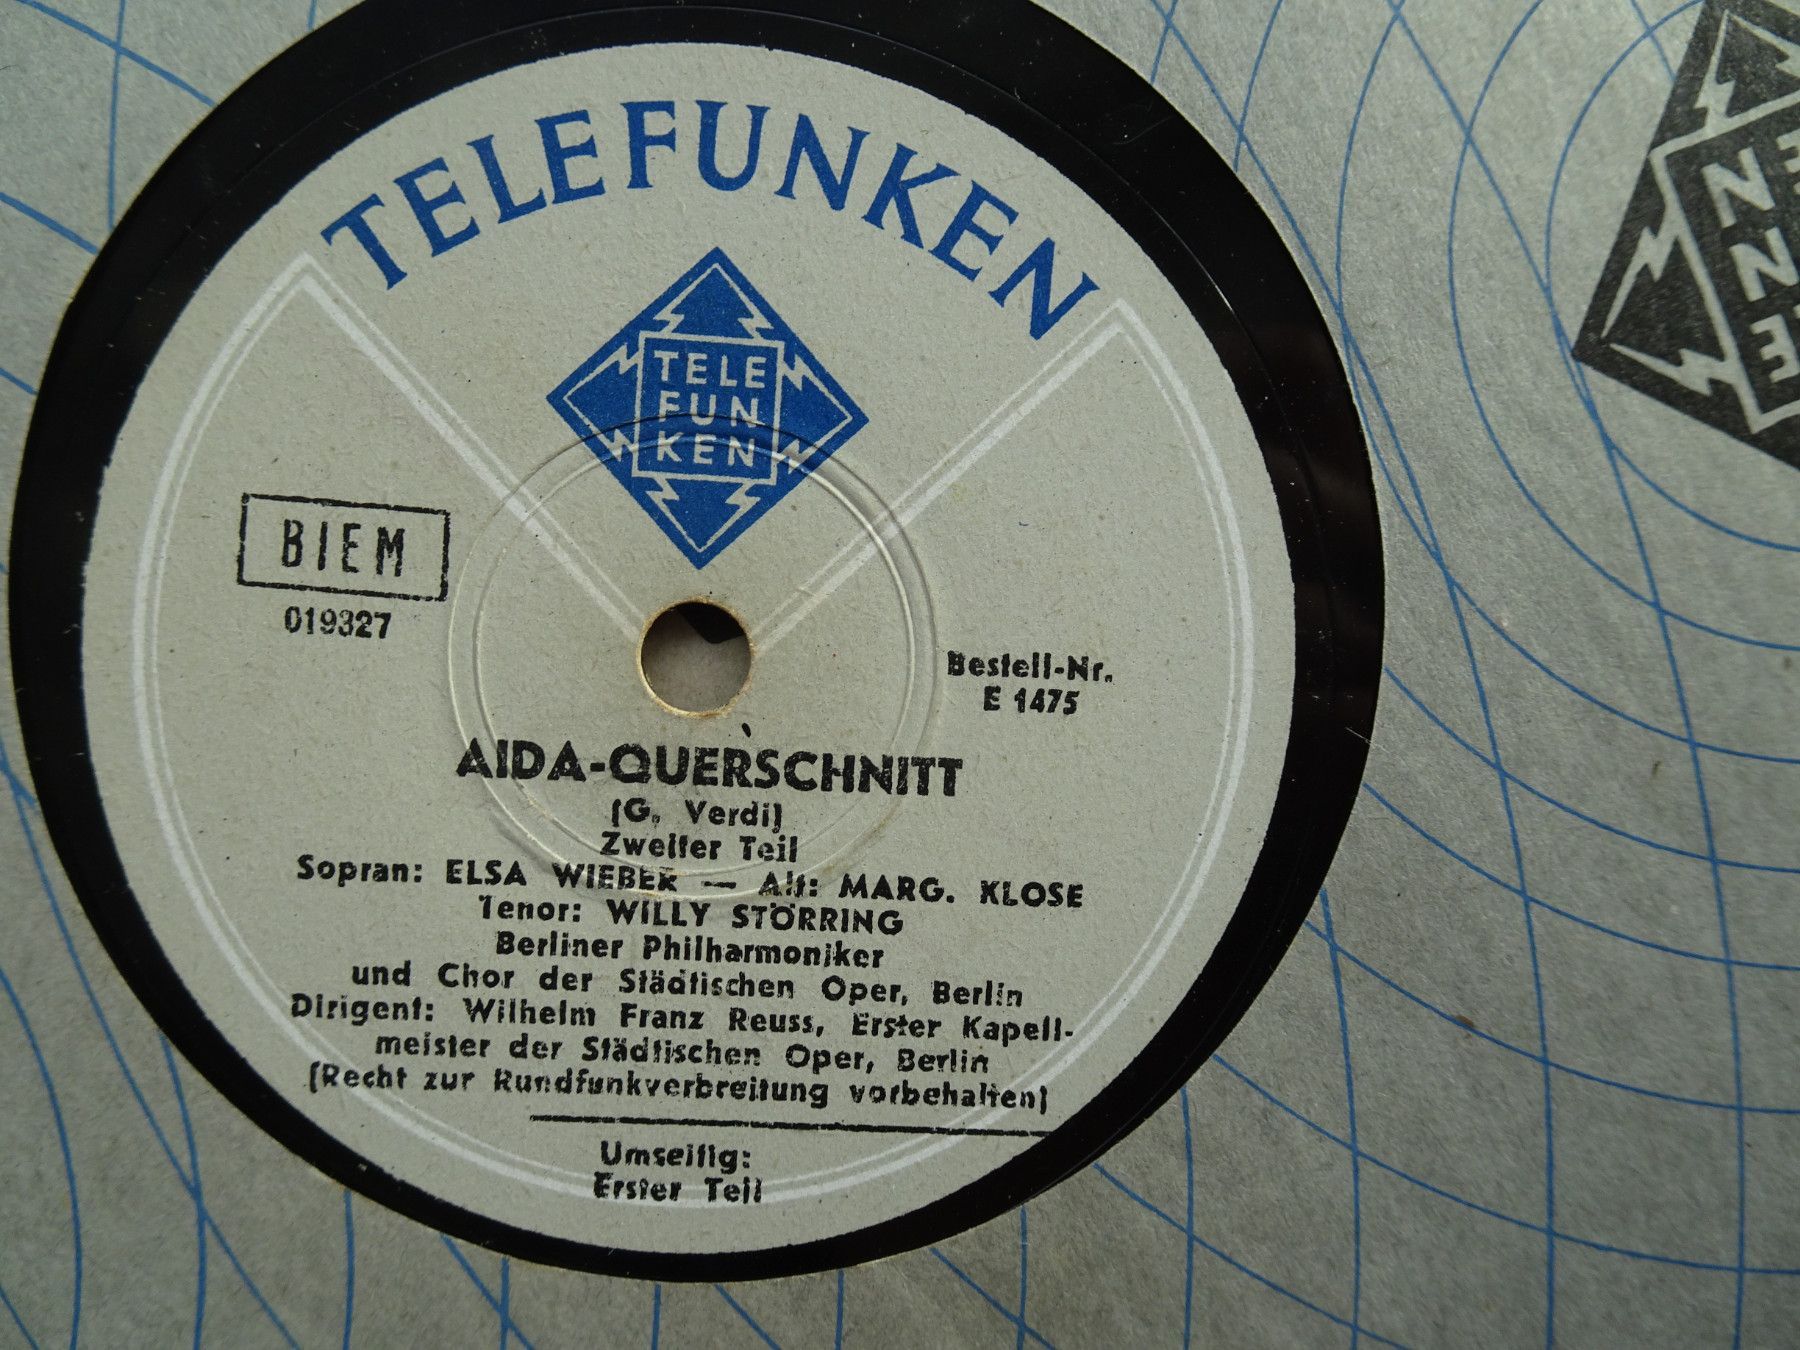 TELEFUNKEN
TELE
FUN
KEN
BIEM
019327
Bestell-Nr.
E 1475
AIDA-QUERSCHNITT
(G. Verdi)
Zweiter Teil
Sopran: ELSA WIEBER — Alt: MARG. KLOSE
Tenor: WILLY STÖRRING
Berliner Philharmoniker
und Chor der Städtischen Oper, Berlin
Dirigent: Wilhelm Franz Reuss, Erster Kapell-
meister der Städtischen Oper, Berlin
(Recht zur Rundfunkverbreitung vorbehalten)
Umseitig:
Erster Teil